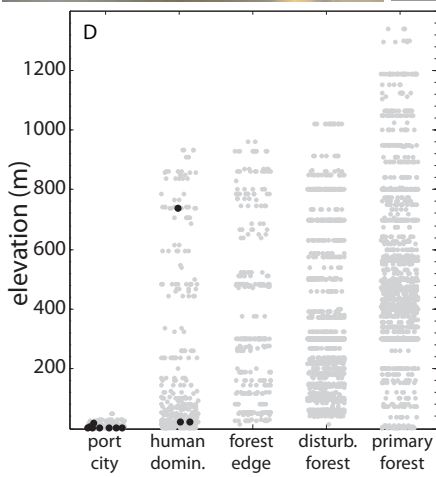 D
elevation (m)
1200
1000
800
600
400
200
port city
human domin.
forest edge
disturb. forest
primary forest